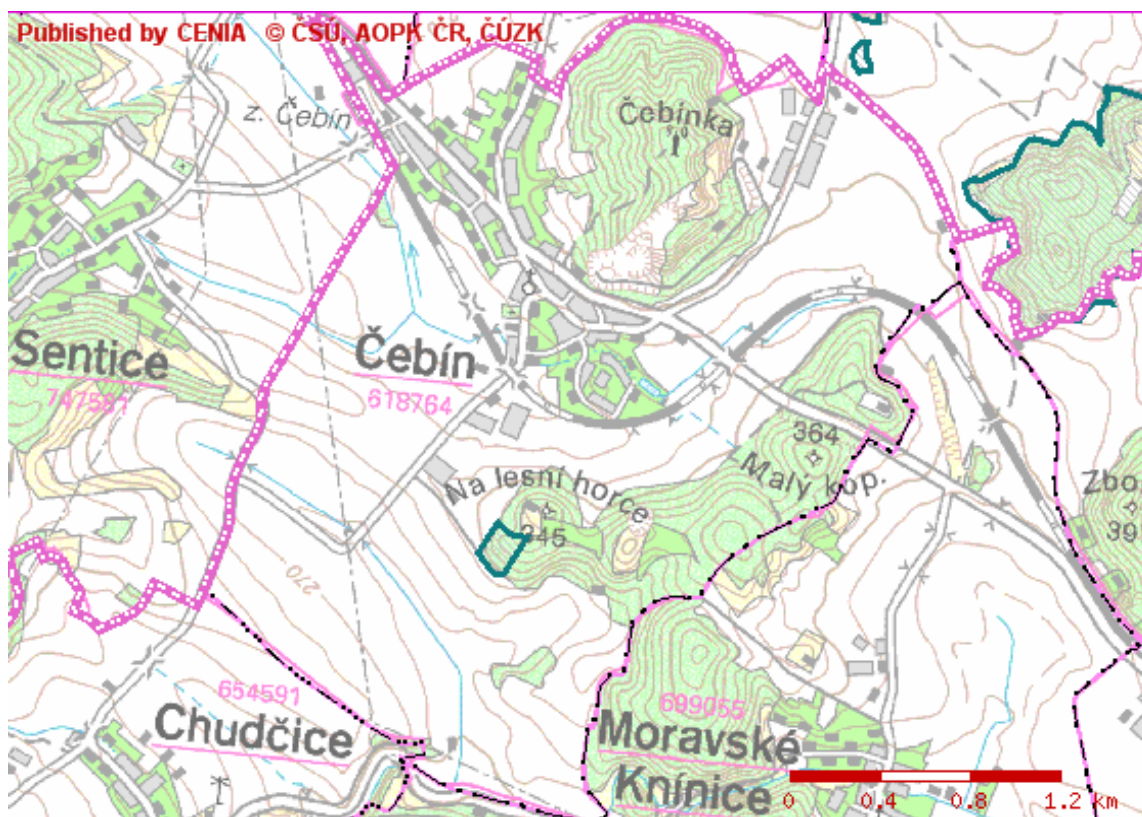 Published by CENIA © ČSÚ, AOPK ČR, ČÚZK
z. Čebín
Čebínka
Sentice
747581
Čebín
618764
364
Malý kop.
Na lesní horce
345
270
654591
Chudčice
699055
Moravské
Knínice
0 0.4 0.8 1.2 km